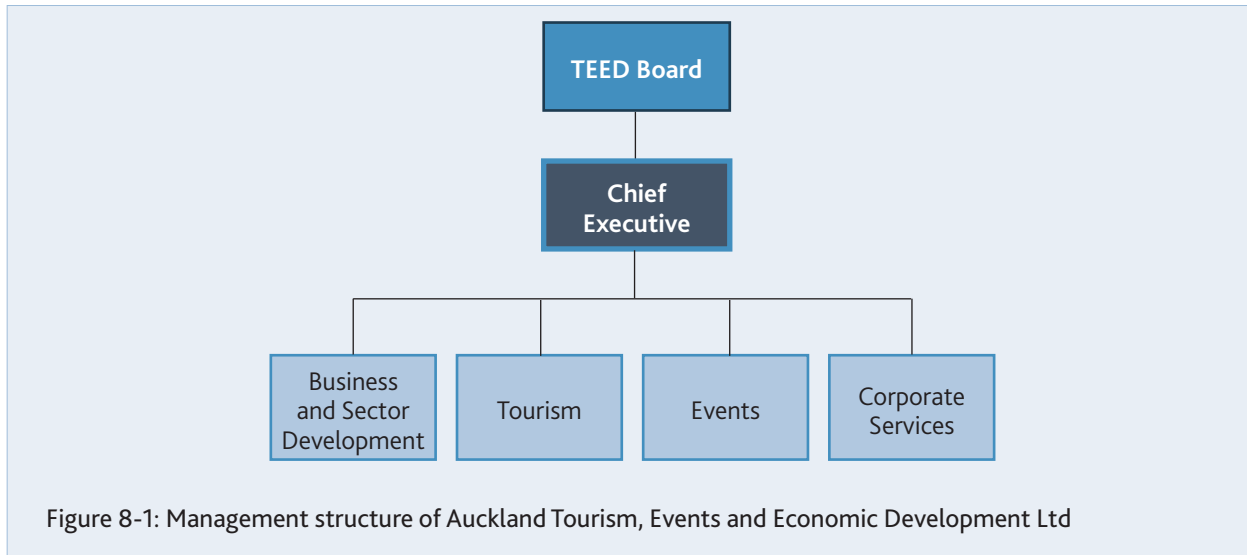 TEED Board
Chief
Executive
Business
and Sector
Development
Tourism
Events
Corporate
Services
Figure 8-1: Management structure of Auckland Tourism, Events and Economic Development Ltd